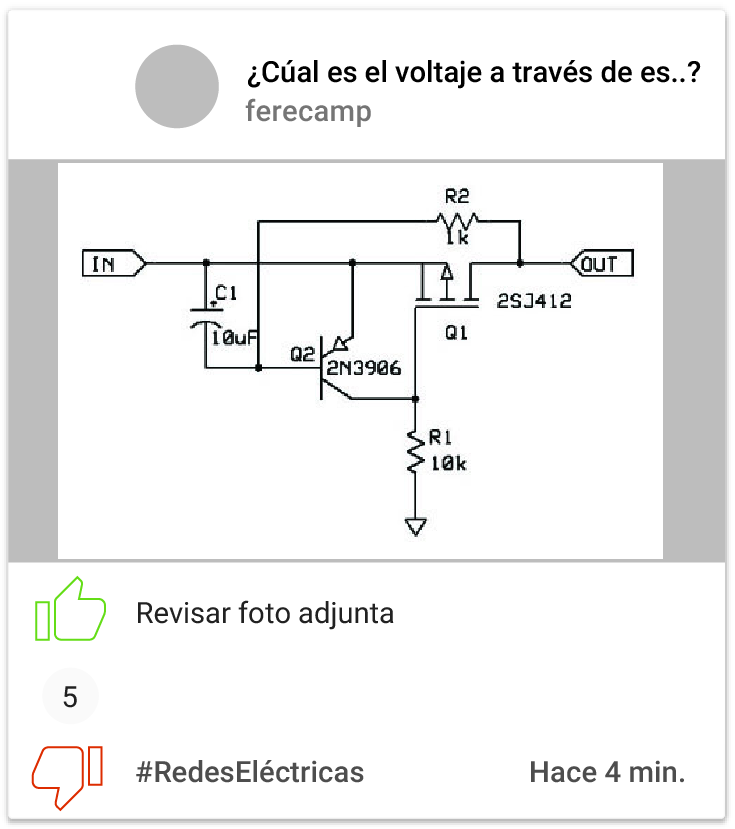 ¿Cúal es el voltaje a través de es..?
ferecamp
R2
1k
IN
OUT
C1
+
10uF
2SJ412
Q1
Q2
2N3906
R1
10k
Revisar foto adjunta
5
#RedesEléctricas
Hace 4 min.